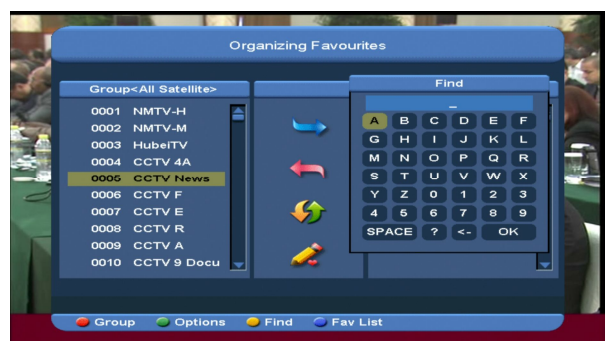 Organizing Favourites
Group<All Satellite>
0001 NMTV-H
0002 NMTV-M
0003 HubeiTV
0004 CCTV 4A
0005 CCTV News
0006 CCTV F
0007 CCTV E
0008 CCTV R
0009 CCTV A
0010 CCTV 9 Docu
Find
_
A B C D E F
G H I J K L
M N O P Q R
S T U V W X
Y Z 0 1 2 3
4 5 6 7 8 9
SPACE ? <- OK
Group Options Find Fav List